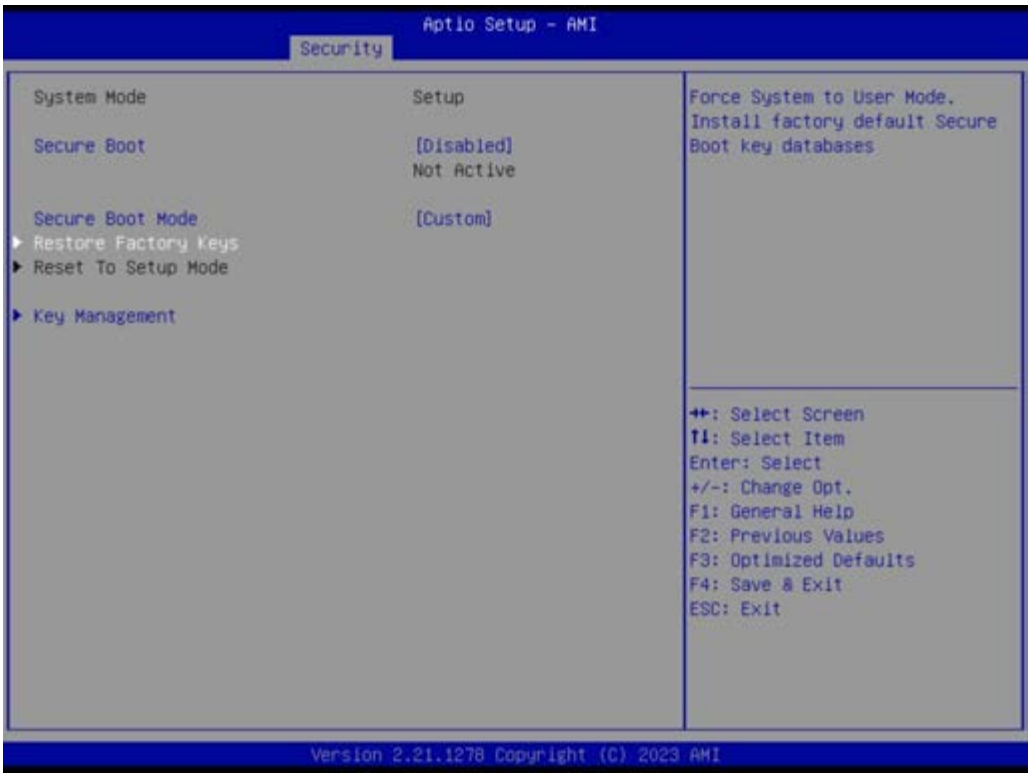 Aptio Setup - AMI
Security
System Mode Setup
Secure Boot [Disabled]
Not Active
Secure Boot Mode [Custom]
Restore Factory Keys
Reset To Setup Mode
Key Management
Force System to User Mode.
Install factory default Secure
Boot key databases
→←: Select Screen
↑↓: Select Item
Enter: Select
+/-: Change Opt.
F1: General Help
F2: Previous Values
F3: Optimized Defaults
F4: Save & Exit
ESC: Exit
Version 2.21.1278 Copyright (C) 2023 AMI